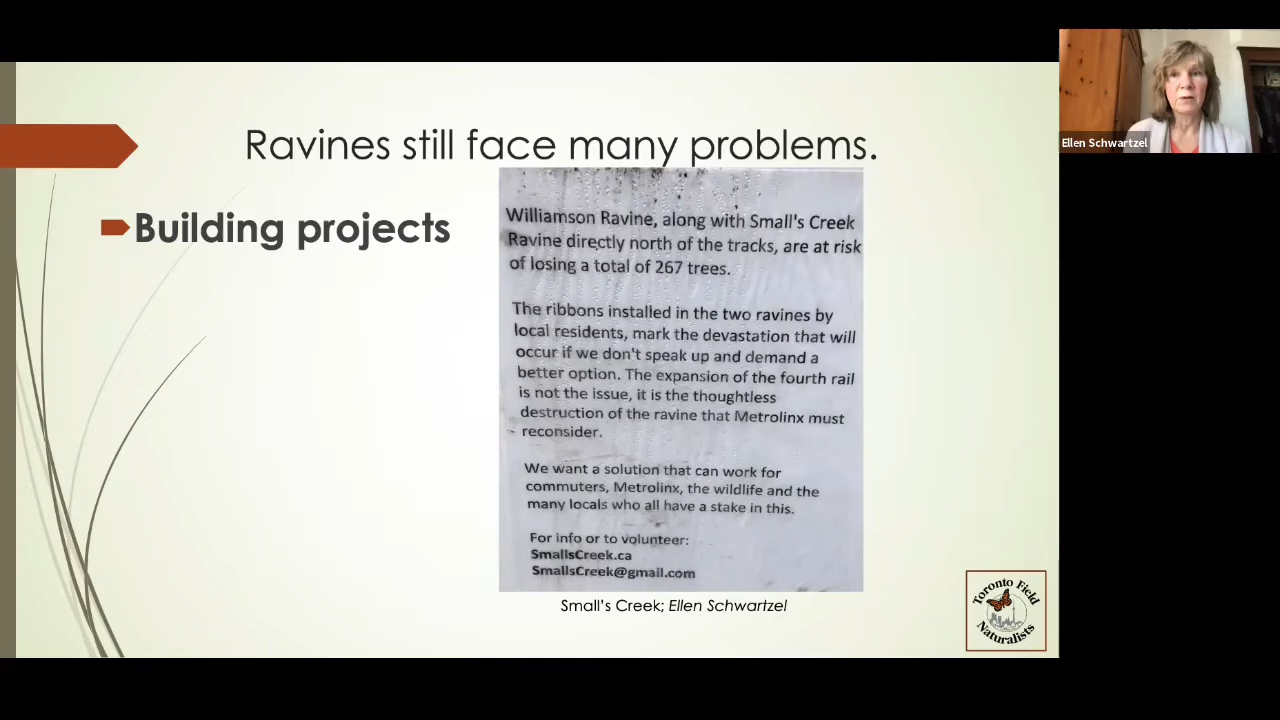 Ravines still face many problems.
Building projects
Williamson Ravine, along with Small's Creek
Ravine directly north of the tracks, are at risk
of losing a total of 267 trees.
The ribbons installed in the two ravines by
local residents, mark the devastation that will
occur if we don't speak up and demand a
better option. The expansion of the fourth rail
is not the issue, it is the thoughtless
destruction of the ravine that Metrolinx must
reconsider.
We want a solution that can work for
commuters, Metrolinx, the wildlife and the
many locals who all have a stake in this.
For info or to volunteer:
SmallsCreek.ca
SmallsCreek@gmail.com
Small's Creek; Ellen Schwartzel
Toronto Field
Naturalists
Ellen Schwartzel